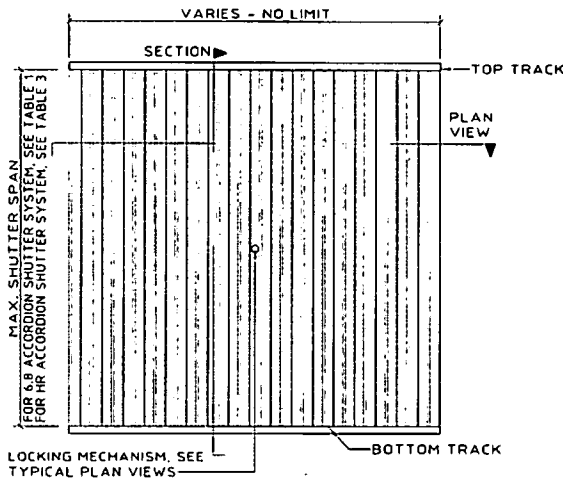 VARIES - NO LIMIT
SECTION
TOP TRACK
PLAN
VIEW
MAX. SHUTTER SPAN
FOR 6.8 ACCORDION SHUTTER SYSTEM, SEE TABLE 1
FOR HR ACCORDION SHUTTER SYSTEM, SEE TABLE 3
LOCKING MECHANISM, SEE
TYPICAL PLAN VIEWS
BOTTOM TRACK